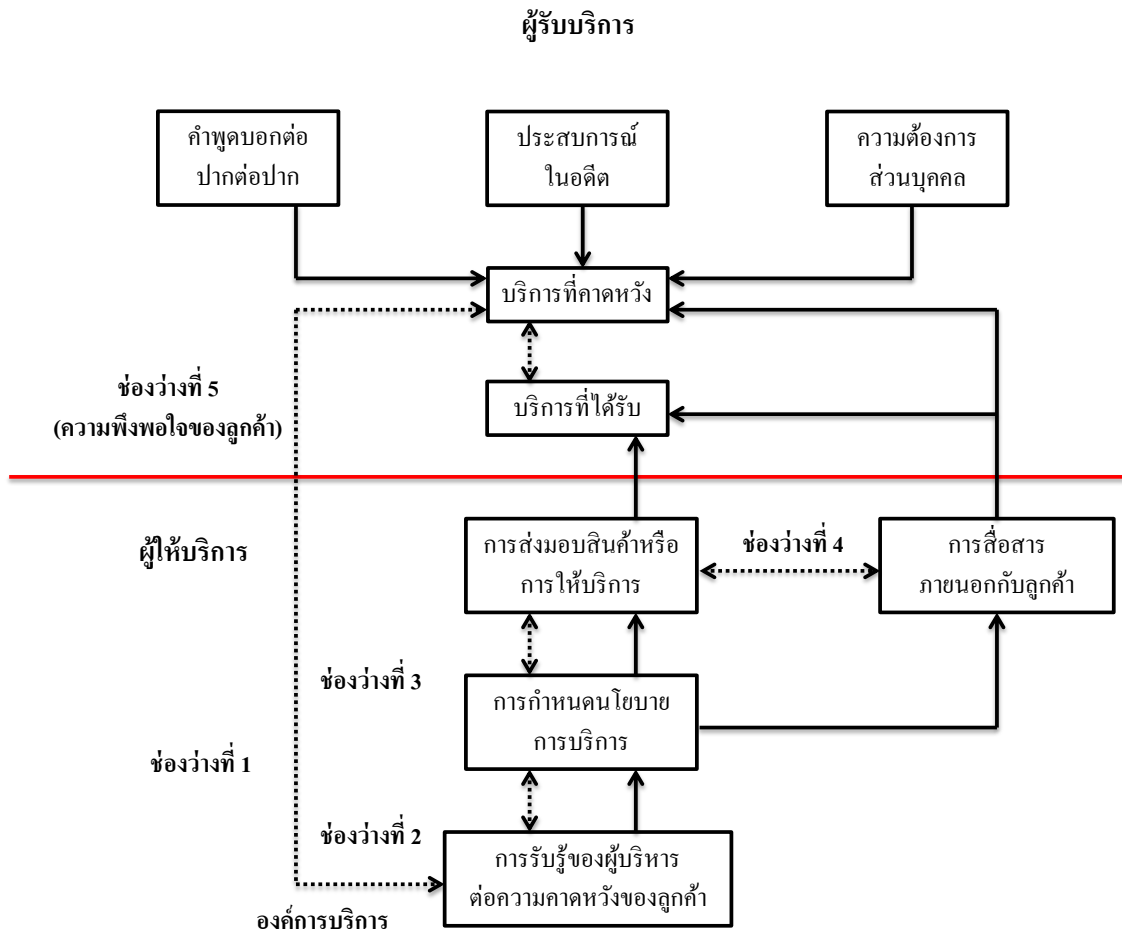 ผู้รับบริการ
คำพูดบอกต่อ
ปากต่อปาก
ประสบการณ์
ในอดีต
ความต้องการ
ส่วนบุคคล
บริการที่คาดหวัง
ช่องว่างที่ 5
(ความพึงพอใจของลูกค้า)
บริการที่ได้รับ
ผู้ให้บริการ
การส่งมอบสินค้าหรือ
การให้บริการ
ช่องว่างที่ 4
การสื่อสาร
ภายนอกกับลูกค้า
ช่องว่างที่ 3
การกำหนดนโยบาย
การบริการ
ช่องว่างที่ 1
ช่องว่างที่ 2
การรับรู้ของผู้บริหาร
ต่อความคาดหวังของลูกค้า
องค์การบริการ